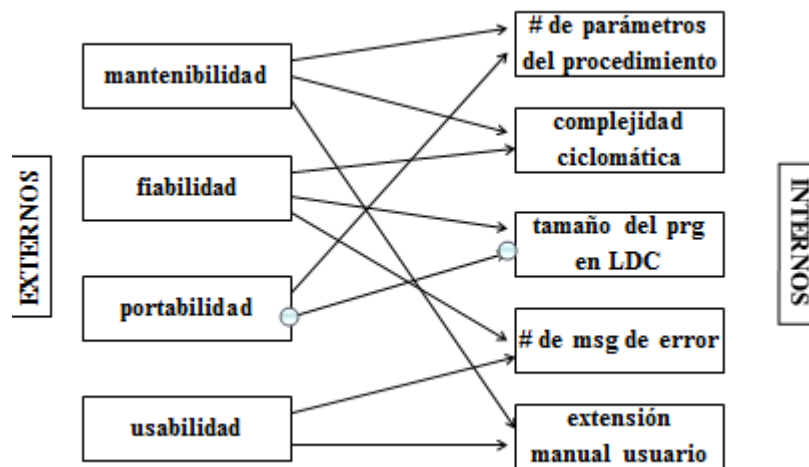 EXTERNOS
mantenibilidad
fiabilidad
portabilidad
usabilidad
# de parámetros
del procedimiento
complejidad
ciclomática
tamaño del prg
en LDC
# de msg de error
extensión
manual usuario
INTERNOS